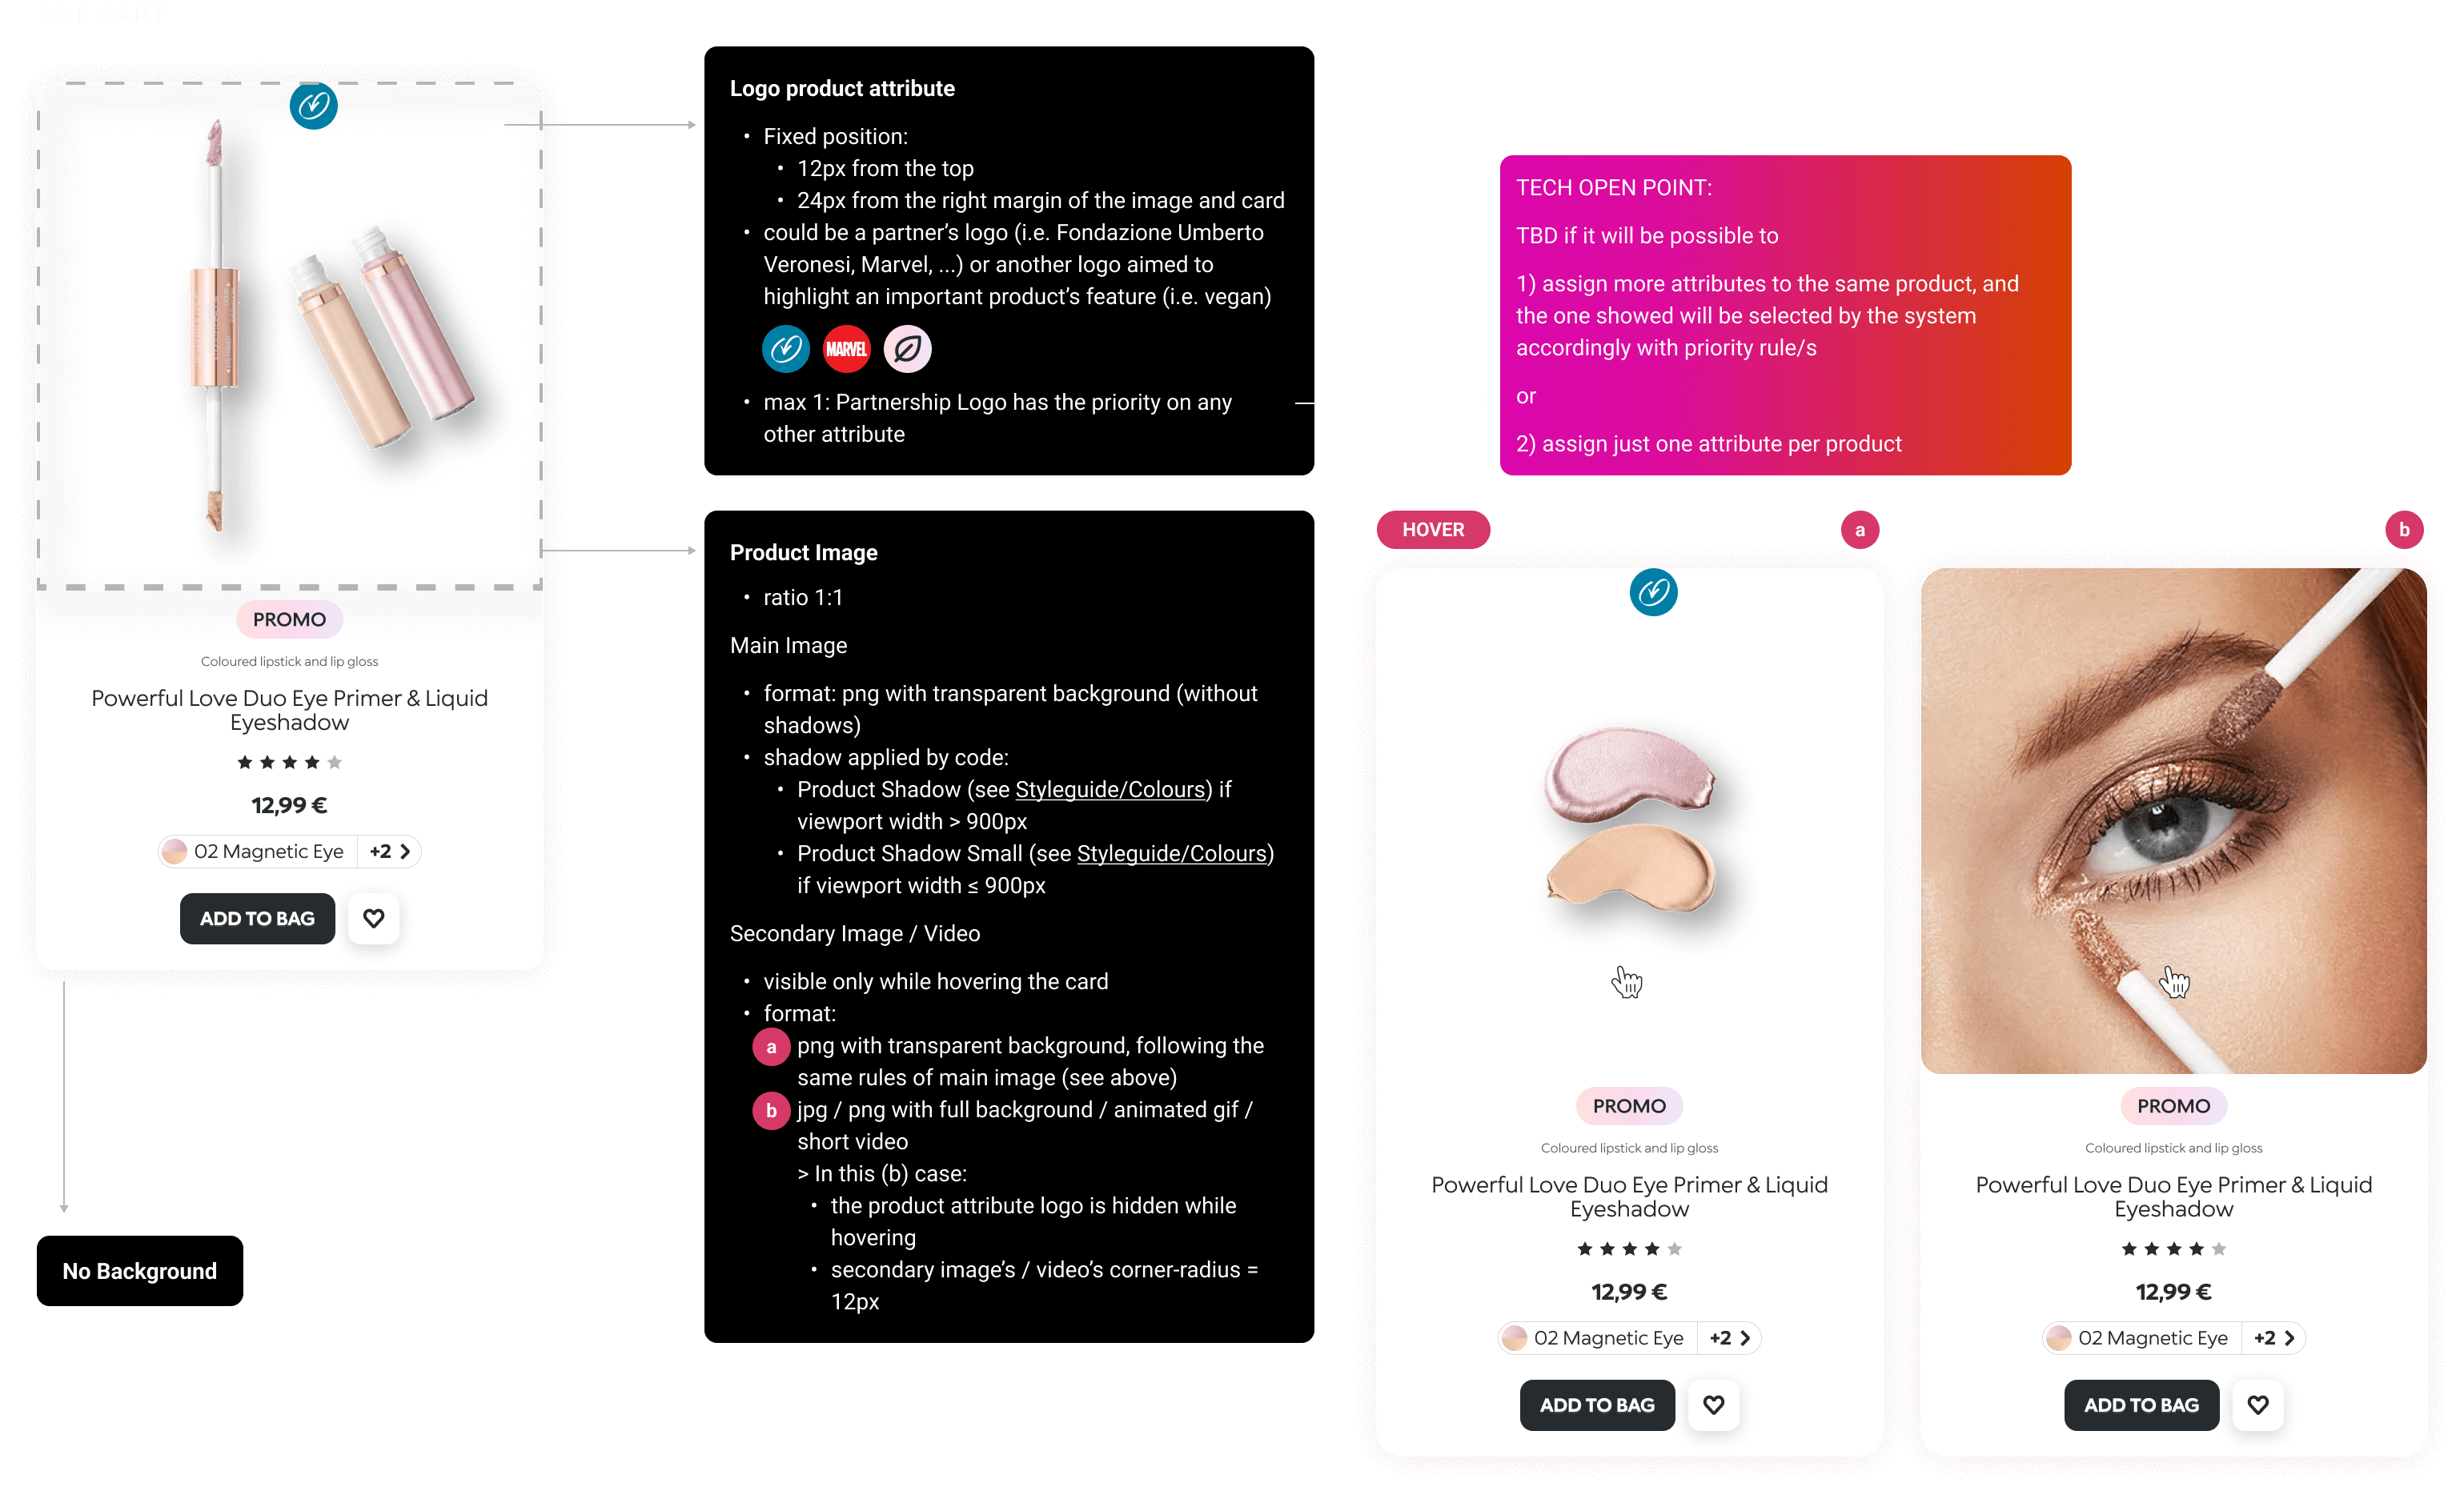 PROMO
Coloured lipstick and lip gloss
Powerful Love Duo Eye Primer & Liquid
Eyeshadow
12,99 €
02 Magnetic Eye
+2
ADD TO BAG
No Background
Logo product attribute
• Fixed position:
• 12px from the top
• 24px from the right margin of the image and card
• could be a partner’s logo (i.e. Fondazione Umberto
Veronesi, Marvel, ...) or another logo aimed to
highlight an important product’s feature (i.e. vegan)
MARVEL
• max 1: Partnership Logo has the priority on any
other attribute
Product Image
• ratio 1:1
Main Image
• format: png with transparent background (without
shadows)
• shadow applied by code:
• Product Shadow (see Styleguide/Colours) if
viewport width > 900px
• Product Shadow Small (see Styleguide/Colours)
if viewport width ≤ 900px
Secondary Image / Video
• visible only while hovering the card
• format:
a png with transparent background, following the
same rules of main image (see above)
b jpg / png with full background / animated gif /
short video
> In this (b) case:
• the product attribute logo is hidden while
hovering
• secondary image’s / video’s corner-radius =
12px
TECH OPEN POINT:
TBD if it will be possible to
1) assign more attributes to the same product, and
the one showed will be selected by the system
accordingly with priority rule/s
or
2) assign just one attribute per product
HOVER
a
PROMO
Coloured lipstick and lip gloss
Powerful Love Duo Eye Primer & Liquid
Eyeshadow
12,99 €
02 Magnetic Eye
+2
ADD TO BAG
b
PROMO
Coloured lipstick and lip gloss
Powerful Love Duo Eye Primer & Liquid
Eyeshadow
12,99 €
02 Magnetic Eye
+2
ADD TO BAG